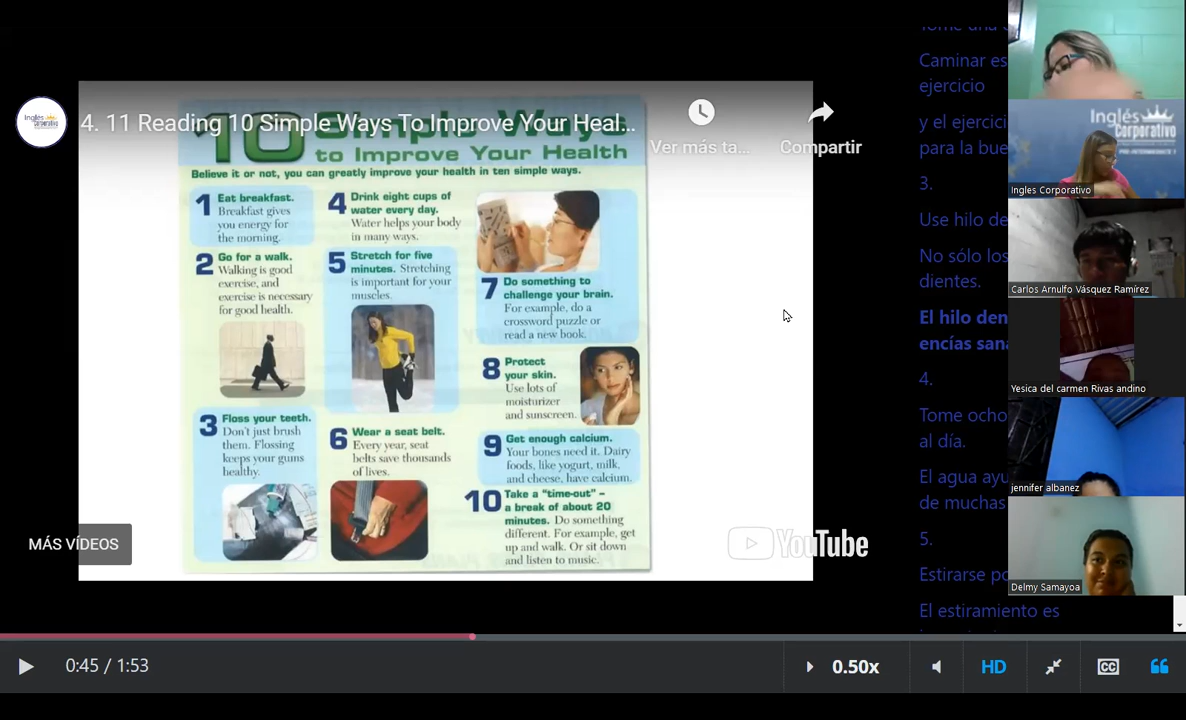 4. 11 Reading 10 Simple Ways To Improve Your Heal...
Ver más ta...
Compartir
10 Simple Ways
to Improve Your Health
Believe it or not, you can greatly improve your health in ten simple ways.
1 Eat breakfast.
Breakfast gives
you energy for
the morning.
2 Go for a walk.
Walking is good
exercise, and
exercise is necessary
for good health.
3 Floss your teeth.
Don't just brush
them. Flossing
keeps your gums
healthy.
4 Drink eight cups of
water every day.
Water helps your body
in many ways.
5 Stretch for five
minutes. Stretching
is important for your
muscles.
6 Wear a seat belt.
Every year, seat
belts save thousands
of lives.
7 Do something to
challenge your brain.
For example, do a
crossword puzzle or
read a new book.
8 Protect
your skin.
Use lots of
moisturizer
and sunscreen.
9 Get enough calcium.
Your bones need it. Dairy
foods, like yogurt, milk,
and cheese, have calcium.
10 Take a "time-out" –
a break of about 20
minutes. Do something
different. For example, get
up and walk. Or sit down
and listen to music.
MÁS VÍDEOS
YouTube
Caminar es
ejercicio
y el ejercici
para la bue
3.
Use hilo de
No sólo los
dientes.
El hilo den
encías sana
4.
Tome ocho
al día.
El agua ayu
de muchas
5.
Estirarse po
El estiramiento es
Inglés
Corporativo
Ingles Corporativo
Carlos Arnulfo Vásquez Ramírez
Yesica del carmen Rivas andino
jennifer albanez
Delmy Samayoa
0:45 / 1:53
0.50x
HD
CC